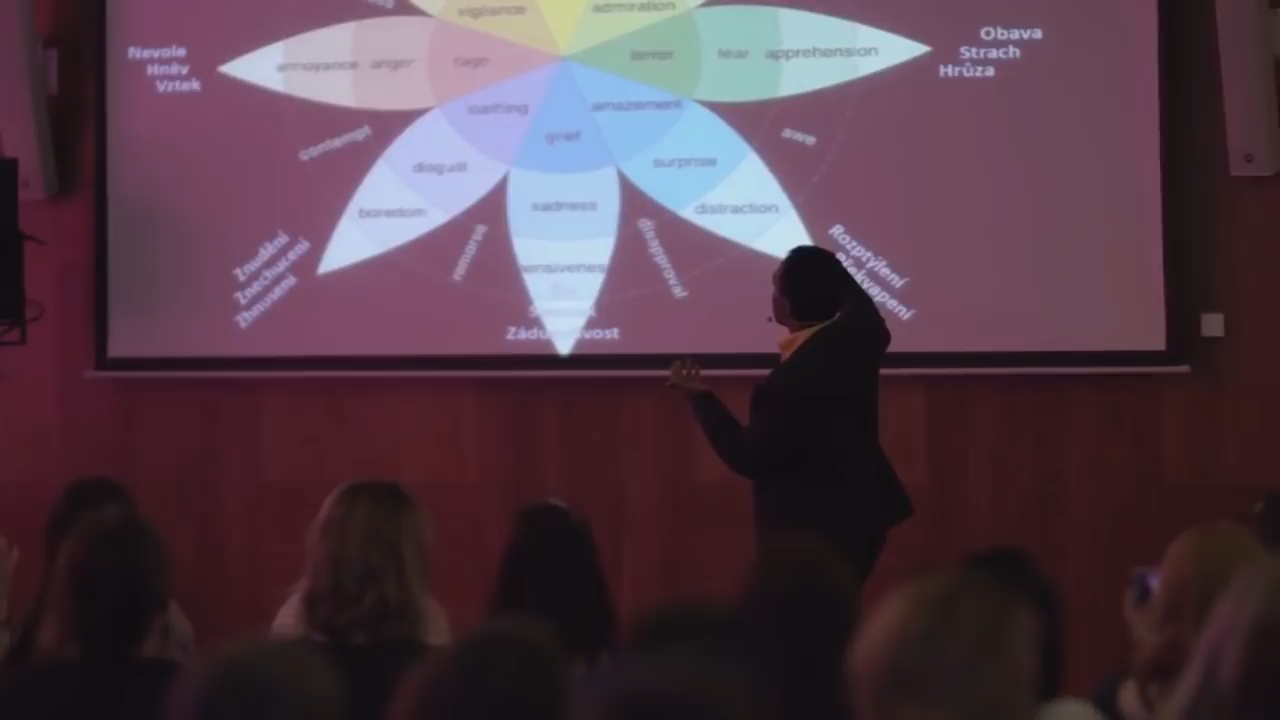 vigilance
admiration
Nevole
Hněv
Vztek
annoyance
anger
rage
terror
fear
apprehension
Obava
Strach
Hrůza
loathing
amazement
grief
contempt
awe
disgust
surprise
boredom
sadness
distraction
remorse
disapproval
Znudění
Znechucení
Zhnusení
Rozptýlení